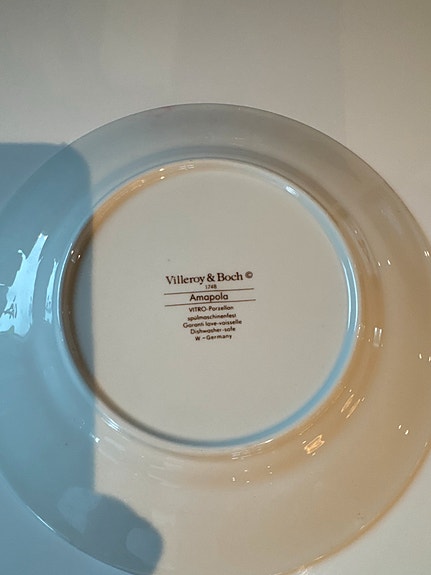 Villeroy & Boch ©
1748
Amapola
VITRO-Porzellan
spülmaschinenfest
Garanti lave-vaisselle
Dishwasher-safe
W - Germany